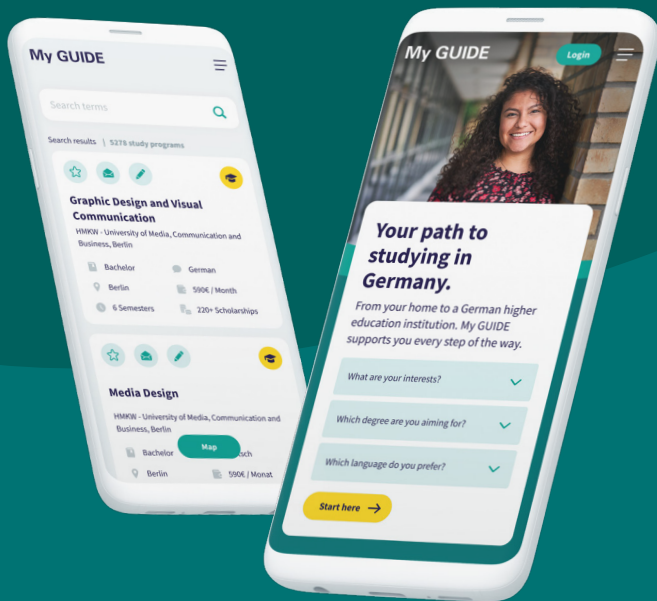 My GUIDE
Search terms
Search results | 5278 study programs
Graphic Design and Visual
Communication
HMKW - University of Media, Communication and
Business, Berlin
Bachelor
German
Berlin
590€ / Month
6 Semesters
220+ Scholarships
Media Design
HMKW - University of Media, Communication and
Business, Berlin
Bachelor
Map
Berlin
590€ / Monat
My GUIDE
Login
Your path to
studying in
Germany.
From your home to a German higher
education institution. My GUIDE
supports you every step of the way.
What are your interests?
Which degree are you aiming for?
Which language do you prefer?
Start here